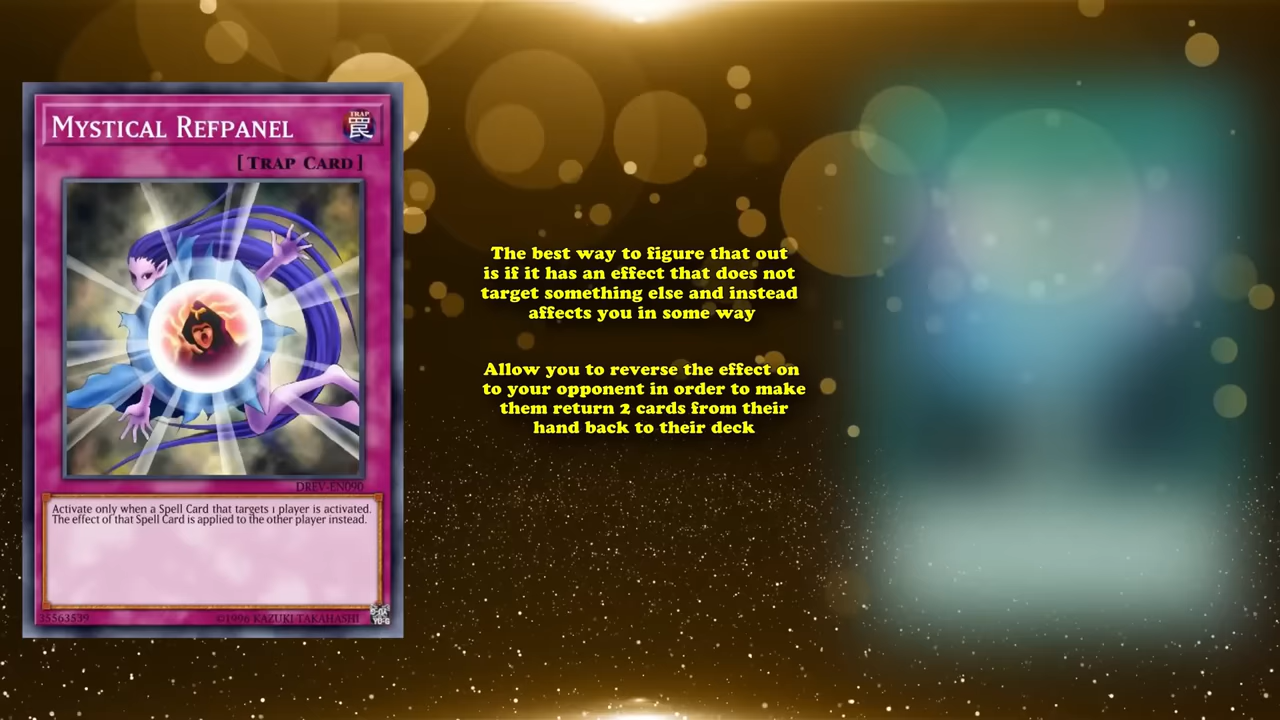 MYSTICAL REFPANEL
TRAP
罠
[TRAP CARD]
DREV-EN090
Activate only when a Spell Card that targets 1 player is activated.
The effect of that Spell Card is applied to the other player instead.
35563539
©1996 KAZUKI TAKAHASHI
The best way to figure that out
is if it has an effect that does not
target something else and instead
affects you in some way
Allow you to reverse the effect on
to your opponent in order to make
them return 2 cards from their
hand back to their deck